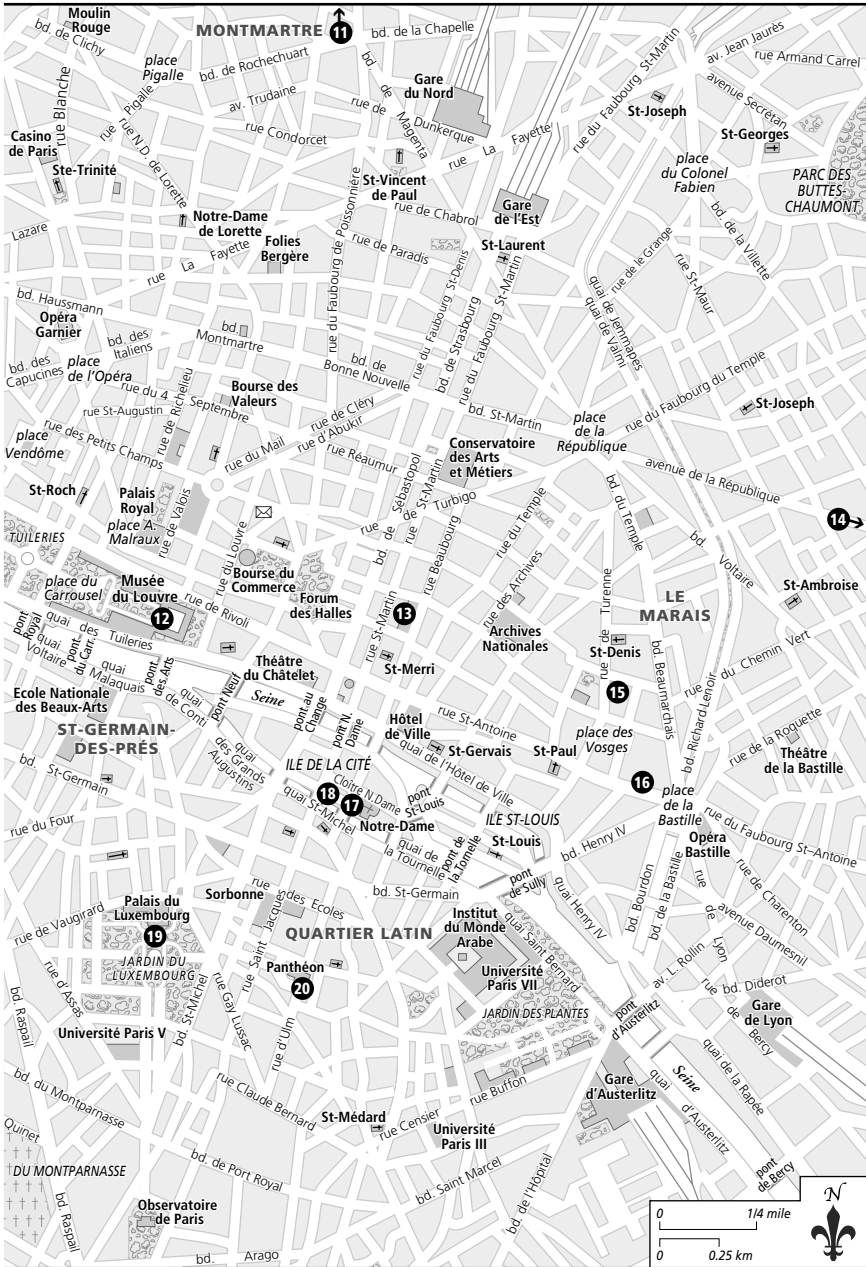 Moulin
Rouge
bd. de Clichy
MONTMARTRE
11
bd. de la Chapelle
place
Pigalle
bd. de Rochechuart
bd. de Magenta
Gare
du Nord
rue du Faubourg St-Martin
av. Jean Jaurès
rue Armand Carrel
rue Blanche
rue Pigalle
av. Trudaine
rue de Dunkerque
St-Joseph
avenue Secrétan
St-Georges
rue Condorcet
rue N.D. de Lorette
rue La Fayette
Casino
de Paris
Ste-Trinité
St-Vincent
de Paul
place
du Colonel
Fabien
PARC DES
BUTTES-
CHAUMONT
rue de Chabrol
Gare
de l'Est
Notre-Dame
de Lorette
Lazare
Folies
Bergère
rue de Paradis
St-Laurent
bd. de la Villette
rue La Fayette
rue du Faubourg de Poissonnière
rue du Faubourg St-Denis
bd. de Strasbourg
rue du Faubourg St-Martin
quai de Jemmapes
quai de Valmi
rue de le Grange
rue St-Maur
bd. Haussmann
Opéra
Garnier
bd. des
Italiens
bd.
Montmartre
bd. des
Capucines
place
de l'Opéra
bd. de
Bonne Nouvelle
rue du Faubourg du Temple
rue du 4 Septembre
Bourse des
Valeurs
rue St-Augustin
rue de Richelieu
rue de Cléry
rue d'Abukir
bd. St-Martin
St-Joseph
place
de la
République
place
Vendôme
rue des Petits Champs
rue du Mail
rue Réaumur
Conservatoire
des Arts
et Métiers
avenue de la République
St-Roch
Palais
Royal
rue de Valois
place A.
Malraux
bd. de Sébastopol
rue St-Martin
rue de Turbigo
rue du Temple
bd. du Temple
14
TUILERIES
rue du Louvre
rue Beaubourg
bd. Voltaire
Musée
du Louvre
12
place du
Carrousel
rue de Rivoli
Bourse du
Commerce
Forum
des Halles
13
rue des Archives
rue de Turenne
LE
MARAIS
St-Ambroise
pont
Royal
quai des Tuileries
rue St-Martin
Archives
Nationales
St-Denis
St-Merri
rue du Chemin Vert
quai
Voltaire
pont
du Carr.
quai
Malaquais
pont
des Arts
quai
de Conti
pont Neuf
Théâtre
du Châtelet
Seine
15
bd. Beaumarchais
bd. Richard Lenoir
Ecole Nationale
des Beaux-Arts
pont au
Change
pont N.
Dame
Hôtel
de Ville
rue St-Antoine
place des
Vosges
rue de la Roquette
ST-GERMAIN-
DES-PRÉS
quai
des Grands
Augustins
St-Gervais
St-Paul
Théâtre
de la Bastille
bd. St-Germain
ILE DE LA CITÉ
quai de l'Hôtel de Ville
16
place
de la
Bastille
18
17
Cloître N.Dame
pont
St-Louis
rue du Four
quai St-Michel
Notre-Dame
ILE ST-LOUIS
St-Louis
bd. Henry IV
rue du Faubourg St-Antoine
Opéra
Bastille
quai de
la Tournelle
pont de
la Tornelle
pont
de Sully
bd. St-Germain
quai Henry IV
bd. Bourdon
bd. de la Bastille
rue de Charenton
Palais du
Luxembourg
rue de Vaugirard
Sorbonne
rue des Ecoles
rue Saint Jacques
QUARTIER LATIN
Institut
du Monde
Arabe
quai Saint Bernard
rue de Lyon
avenue Daumesnil
19
JARDIN DU
LUXEMBOURG
Panthéon
20
Université
Paris VII
av. L. Rollin
bd. Diderot
rue d'Assas
bd. Raspail
bd. St-Michel
rue Gay Lussac
rue d'Ulm
JARDIN DES PLANTES
pont
d'Austerlitz
rue de Bercy
Gare
de Lyon
Université Paris V
Seine
quai de la Rapée
bd. du Montparnasse
rue Claude Bernard
rue Buffon
Gare
d'Austerlitz
quai d'Austerlitz
St-Médard
rue Censier
Université
Paris III
Quinet
DU MONTPARNASSE
bd. de Port Royal
bd. Saint Marcel
bd. de l'Hôpital
pont
de Bercy
bd. Raspail
Observatoire
de Paris
bd. Arago
N
0 1/4 mile
0 0.25 km